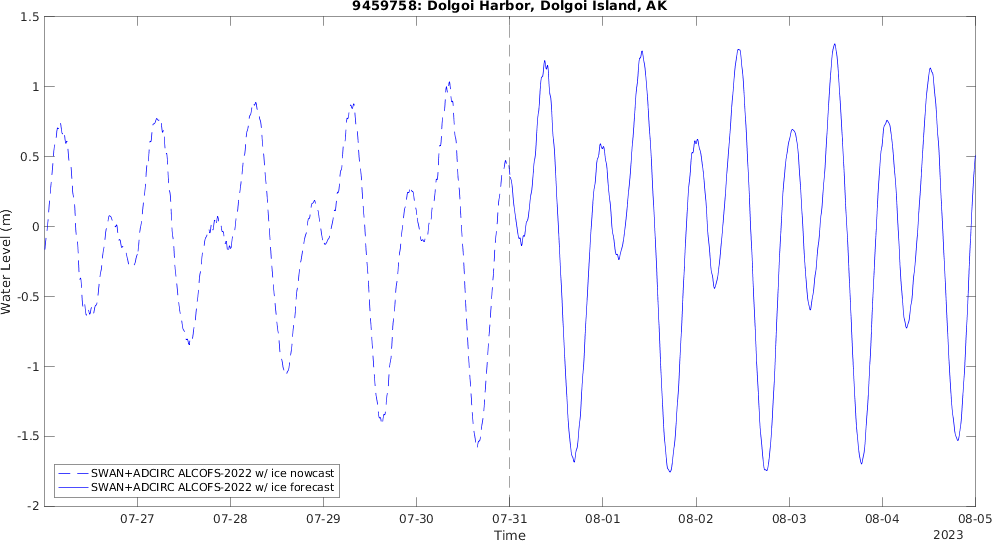 9459758: Dolgoi Harbor, Dolgoi Island, AK
1.5
1
0.5
0
-0.5
-1
-1.5
-2
Water Level (m)
SWAN+ADCIRC ALCOFS-2022 w/ ice nowcast
SWAN+ADCIRC ALCOFS-2022 w/ ice forecast
07-27 07-28 07-29 07-30 07-31 08-01 08-02 08-03 08-04 08-05
Time
2023